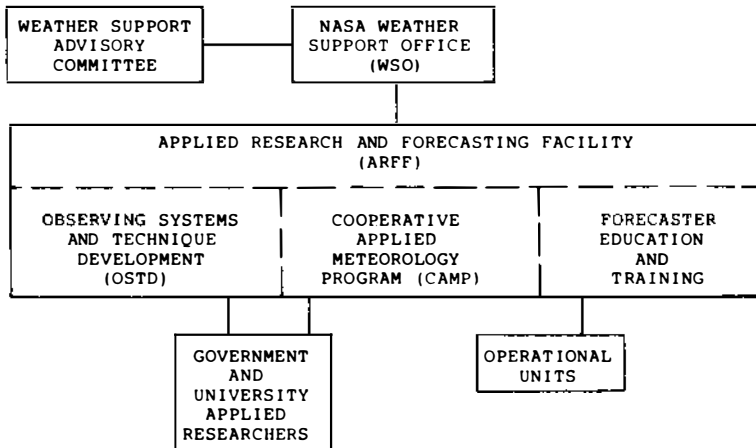 WEATHER SUPPORT
ADVISORY
COMMITTEE
NASA WEATHER
SUPPORT OFFICE
(WSO)
APPLIED RESEARCH AND FORECASTING FACILITY
(ARFF)
OBSERVING SYSTEMS
AND TECHNIQUE
DEVELOPMENT
(OSTD)
COOPERATIVE
APPLIED
METEOROLOGY
PROGRAM (CAMP)
FORECASTER
EDUCATION
AND
TRAINING
GOVERNMENT
AND
UNIVERSITY
APPLIED
RESEARCHERS
OPERATIONAL
UNITS